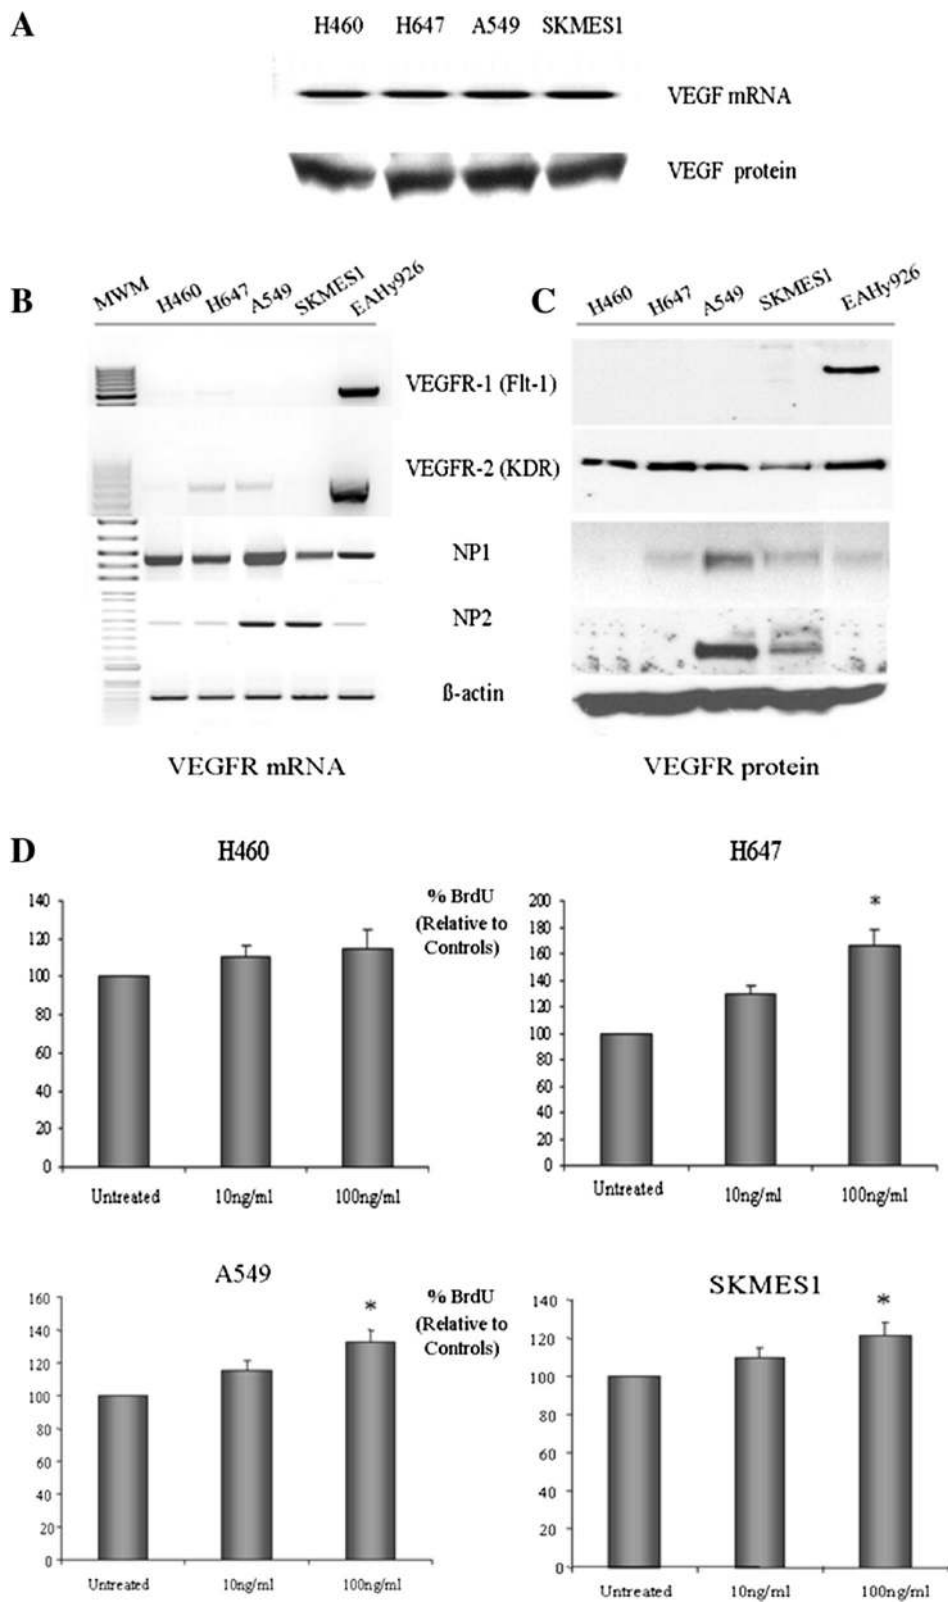 A
H460 H647 A549 SKMES1
VEGF mRNA
VEGF protein
B
MWM H460 H647 A549 SKMES1 EAHy926
C
H460 H647 A549 SKMES1 EAHy926
VEGFR-1 (Flt-1)
VEGFR-2 (KDR)
NP1
NP2
ß-actin
VEGFR mRNA
VEGFR protein
D
H460
% BrdU
(Relative to
Controls)
140
120
100
80
60
40
20
0
Untreated 10ng/ml 100ng/ml
H647
200
180
160
140
120
100
80
60
40
20
0
*
Untreated 10ng/ml 100ng/ml
A549
% BrdU
(Relative to
Controls)
160
140
120
100
80
60
40
20
0
*
Untreated 10ng/ml 100ng/ml
SKMES1
140
120
100
80
60
40
20
0
*
Untreated 10ng/ml 100ng/ml